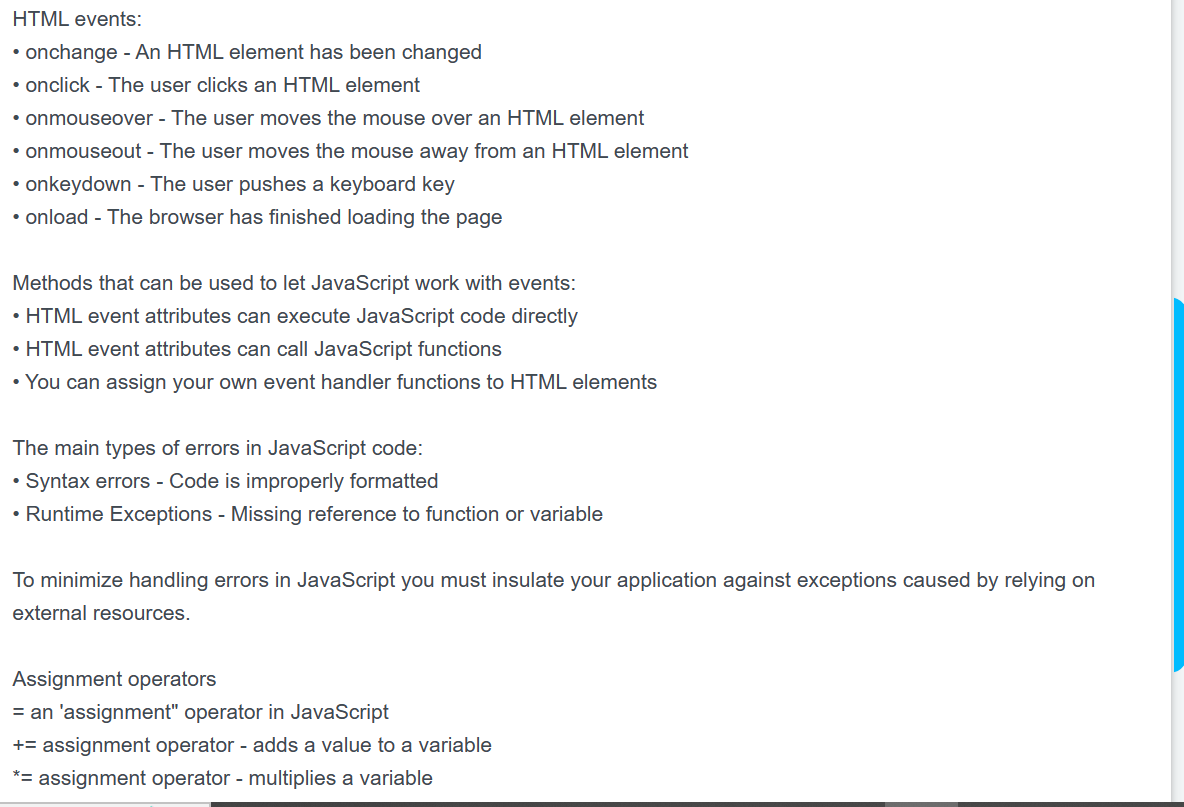 HTML events:
• onchange - An HTML element has been changed
• onclick - The user clicks an HTML element
• onmouseover - The user moves the mouse over an HTML element
• onmouseout - The user moves the mouse away from an HTML element
• onkeydown - The user pushes a keyboard key
• onload - The browser has finished loading the page
Methods that can be used to let JavaScript work with events:
• HTML event attributes can execute JavaScript code directly
• HTML event attributes can call JavaScript functions
• You can assign your own event handler functions to HTML elements
The main types of errors in JavaScript code:
• Syntax errors - Code is improperly formatted
• Runtime Exceptions - Missing reference to function or variable
To minimize handling errors in JavaScript you must insulate your application against exceptions caused by relying on
external resources.
Assignment operators
= an 'assignment" operator in JavaScript
+= assignment operator - adds a value to a variable
*= assignment operator - multiplies a variable